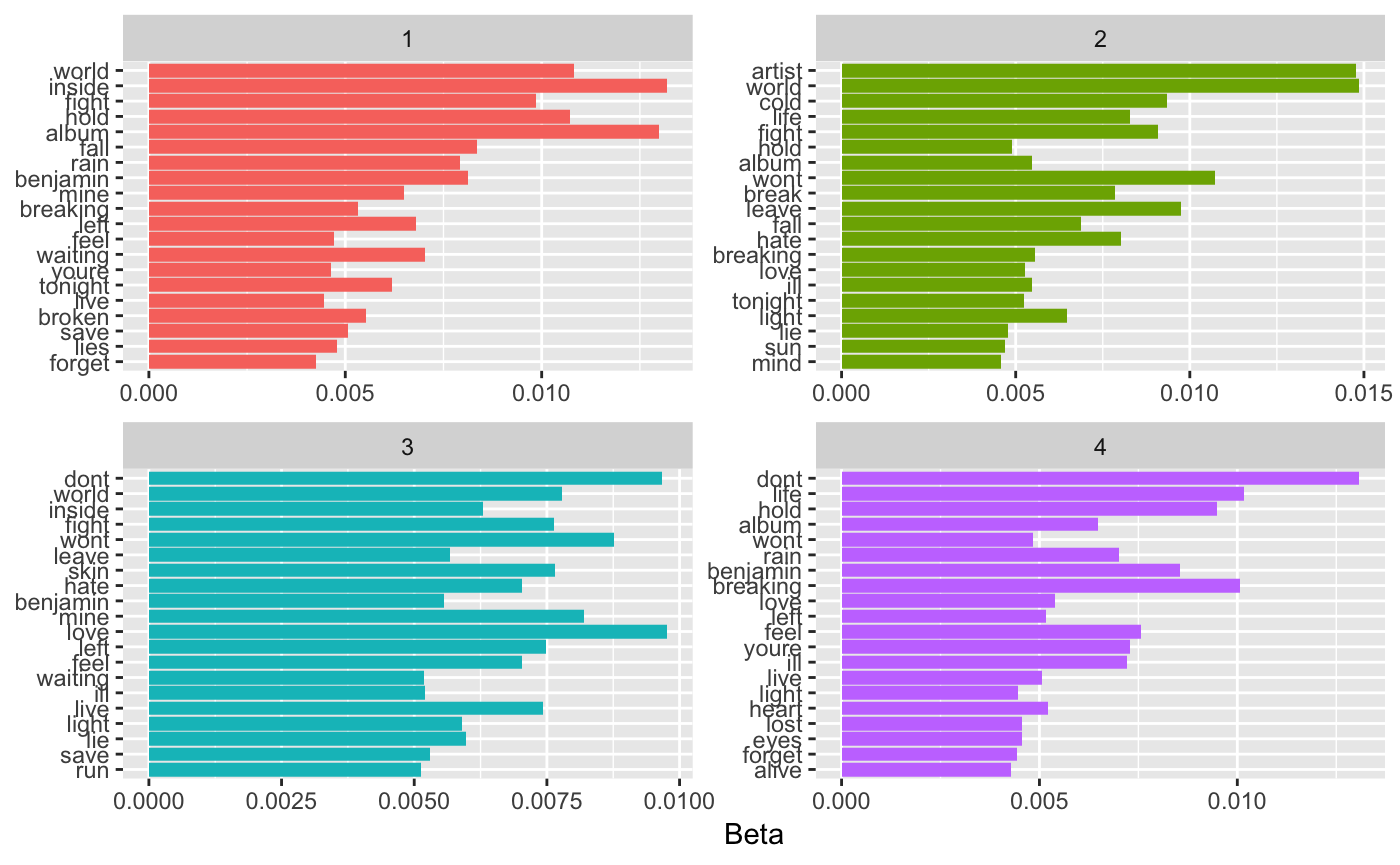 1
world
inside
fight
hold
album
fall
rain
benjamin
mine
breaking
left
feel
waiting
youre
tonight
live
broken
save
lies
forget
0.000 0.005 0.010
2
artist
world
cold
life
fight
hold
album
wont
break
leave
fall
hate
breaking
love
ill
tonight
light
lie
sun
mind
0.000 0.005 0.010 0.015
3
dont
world
inside
fight
wont
leave
skin
hate
benjamin
mine
love
left
feel
waiting
ill
live
light
lie
save
run
0.0000 0.0025 0.0050 0.0075 0.0100
4
dont
life
hold
album
wont
rain
benjamin
breaking
love
left
feel
youre
ill
live
light
heart
lost
eyes
forget
alive
0.000 0.005 0.010
Beta